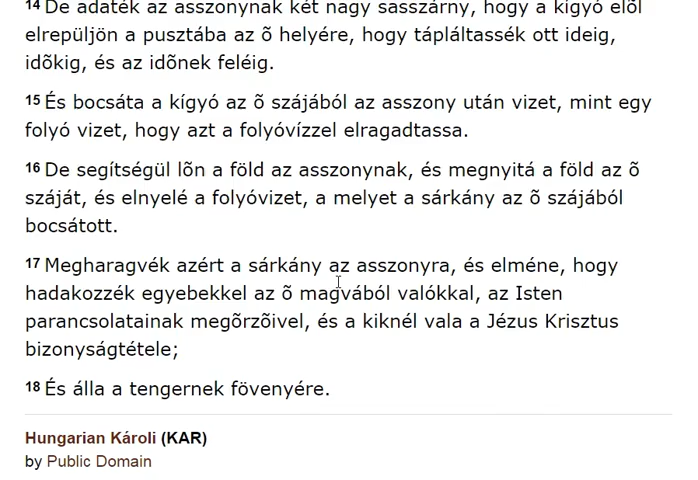 14 De adaték az asszonynak két nagy sasszárny, hogy a kígyó elõl
elrepüljön a pusztába az õ helyére, hogy tápláltassék ott ideig,
idõkig, és az idõnek feléig.
15 És bocsáta a kígyó az õ szájából az asszony után vizet, mint egy
folyó vizet, hogy azt a folyóvízzel elragadtassa.
16 De segítségül lõn a föld az asszonynak, és megnyitá a föld az õ
száját, és elnyelé a folyóvizet, a melyet a sárkány az õ szájából
bocsátott.
17 Megharagvék azért a sárkány az asszonyra, és elméne, hogy
hadakozzék egyebekkel az õ magvából valókkal, az Isten
parancsolatainak megõrzõivel, és a kiknél vala a Jézus Krisztus
bizonyságtétele;
18 És álla a tengernek fövenyére.
Hungarian Károli (KAR)
by Public Domain